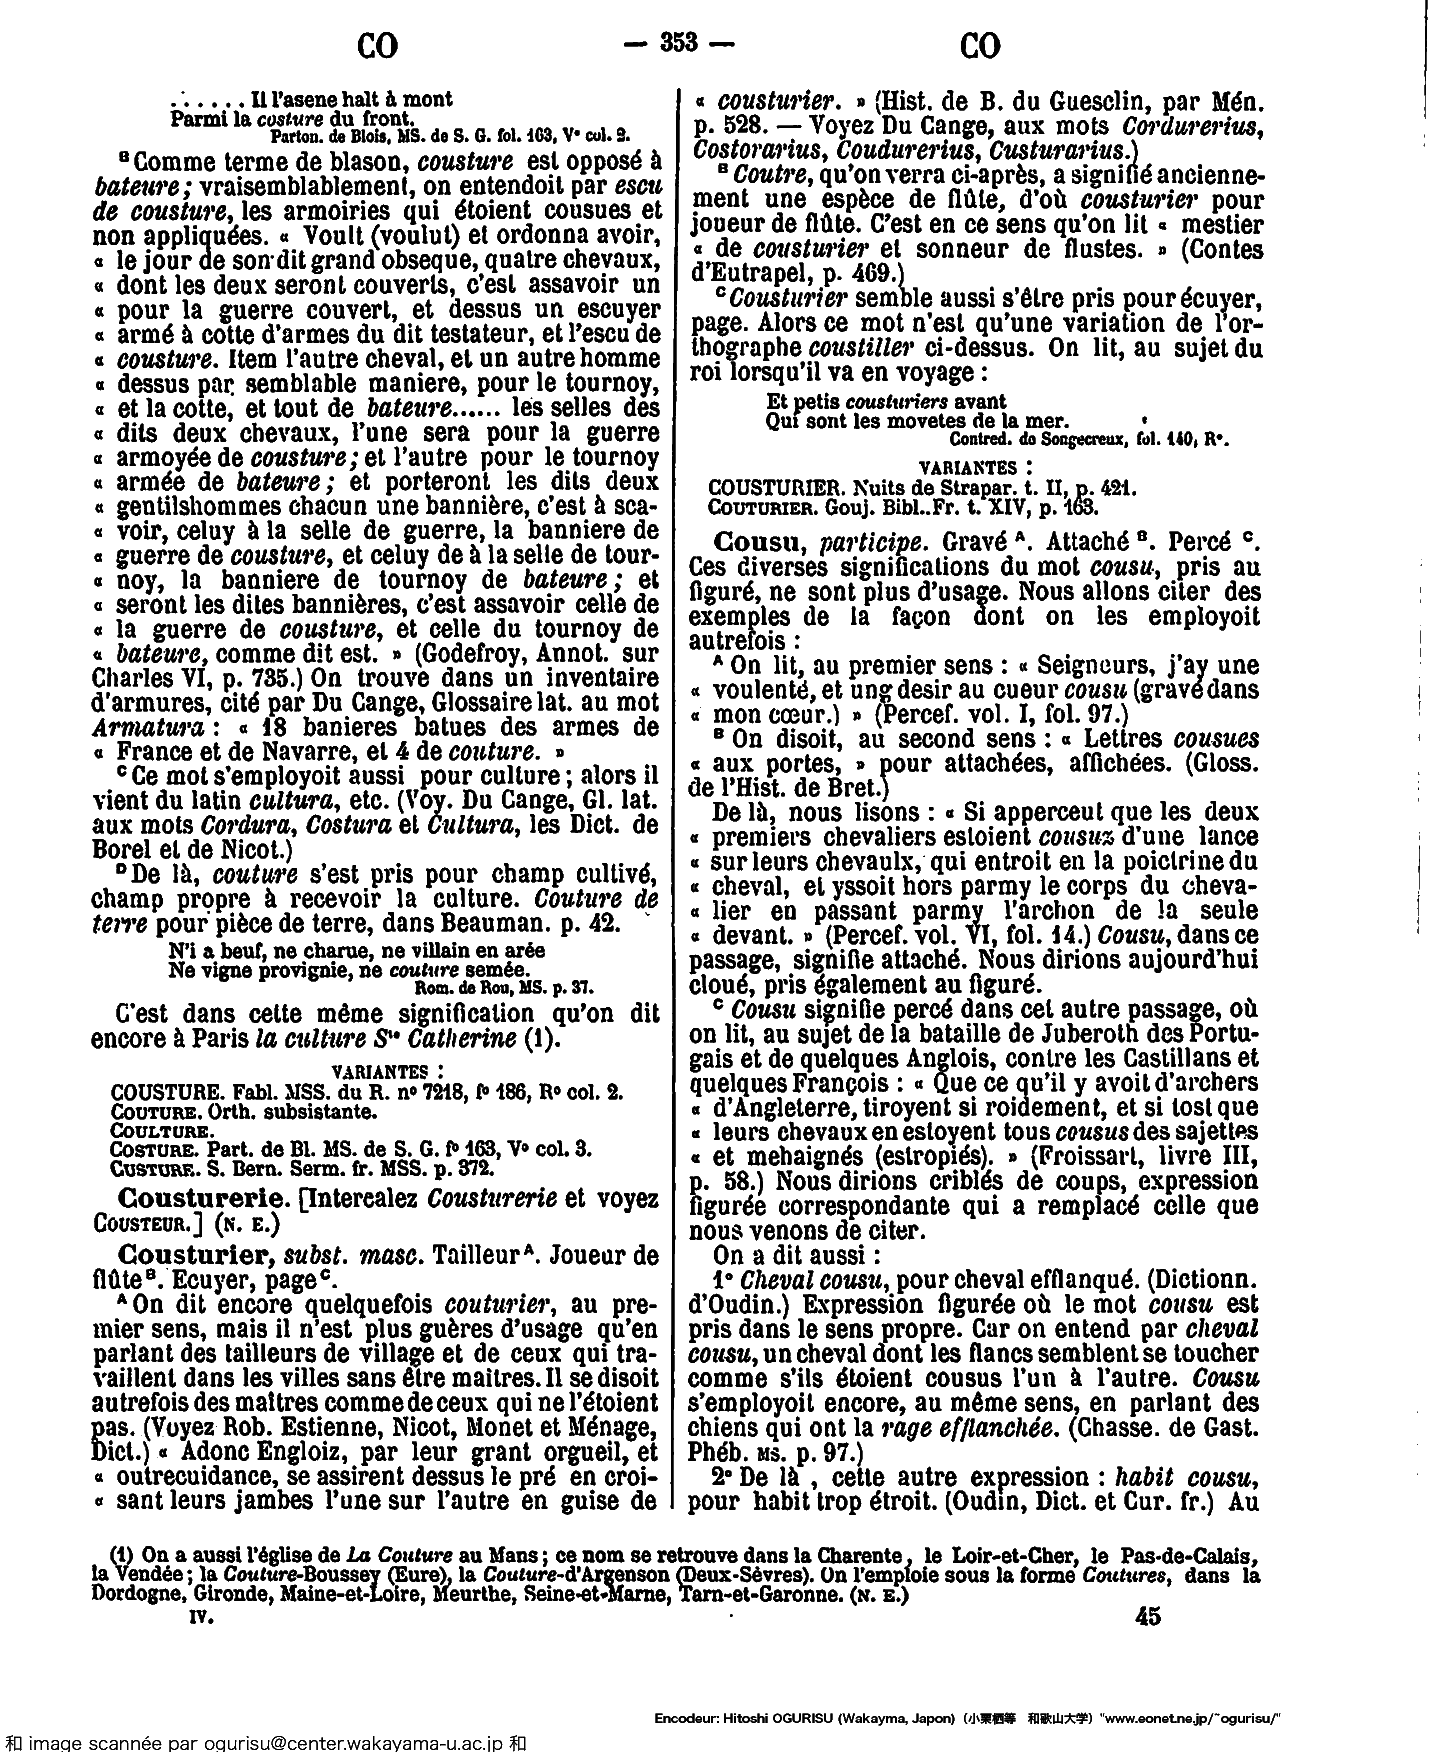 CO — 353 — CO
. . . . . . Il l'asene halt à mont
Parmi la costure du front.
Parton. de Blois, MS. de S. G. fol. 163, V° col. 2.
ᴮ Comme terme de blason, cousture est opposé à
bateure; vraisemblablement, on entendoit par escu
de cousture, les armoiries qui étoient cousues et
non appliquées. « Voult (voulut) et ordonna avoir,
« le jour de son dit grand obseque, quatre chevaux,
« dont les deux seront couverts, c'est assavoir un
« pour la guerre couvert, et dessus un escuyer
« armé à cotte d'armes du dit testateur, et l'escu de
« cousture. Item l'autre cheval, et un autre homme
« dessus par semblable maniere, pour le tournoy,
« et la cotte, et tout de bateure...... les selles des
« dits deux chevaux, l'une sera pour la guerre
« armoyée de cousture; et l'autre pour le tournoy
« armée de bateure; et porteront les dits deux
« gentilshommes chacun une bannière, c'est à sca-
« voir, celuy à la selle de guerre, la banniere de
« guerre de cousture, et celuy de à la selle de tour-
« noy, la banniere de tournoy de bateure; et
« seront les dites bannières, c'est assavoir celle de
« la guerre de cousture, et celle du tournoy de
« bateure, comme dit est. » (Godefroy, Annot. sur
Charles VI, p. 735.) On trouve dans un inventaire
d'armures, cité par Du Cange, Glossaire lat. au mot
Armatura : « 18 banieres batues des armes de
« France et de Navarre, et 4 de couture. »
ᶜ Ce mot s'employoit aussi pour culture; alors il
vient du latin cultura, etc. (Voy. Du Cange, Gl. lat.
aux mots Cordura, Costura et Cultura, les Dict. de
Borel et de Nicot.)
ᴰ De là, couture s'est pris pour champ cultivé,
champ propre à recevoir la culture. Couture de
terre pour pièce de terre, dans Beauman. p. 42.
N'i a beuf, ne charue, ne villain en arée
Ne vigne provignie, ne couture semée.
Rom. de Rou, MS. p. 37.
C'est dans cette même signification qu'on dit
encore à Paris la culture Sᵗᵉ Catherine (1).
VARIANTES :
COUSTURE. Fabl. MSS. du R. n° 7218, f° 186, R° col. 2.
COUTURE. Orth. subsistante.
COULTURE.
COSTURE. Part. de Bl. MS. de S. G. f° 163, V° col. 3.
CUSTURE. S. Bern. Serm. fr. MSS. p. 372.
Cousturerie. [Intercalez Cousturerie et voyez
COUSTEUR.] (N. E.)
Cousturier, subst. masc. Tailleur ᴬ. Joueur de
flûte ᴮ. Ecuyer, page ᶜ.
ᴬ On dit encore quelquefois couturier, au pre-
mier sens, mais il n'est plus guères d'usage qu'en
parlant des tailleurs de village et de ceux qui tra-
vaillent dans les villes sans être maitres. Il se disoit
autrefois des maîtres comme de ceux qui ne l'étoient
pas. (Voyez Rob. Estienne, Nicot, Monet et Ménage,
Dict.) « Adonc Engloiz, par leur grant orgueil, et
« outrecuidance, se assirent dessus le pré en croi-
« sant leurs jambes l'une sur l'autre en guise de
« cousturier. » (Hist. de B. du Guesclin, par Mén.
p. 528. — Voyez Du Cange, aux mots Cordurerius,
Costorarius, Coudurerius, Custurarius.)
ᴮ Coutre, qu'on verra ci-après, a signifié ancienne-
ment une espèce de flûte, d'où cousturier pour
joueur de flûte. C'est en ce sens qu'on lit « mestier
« de cousturier et sonneur de flustes. » (Contes
d'Eutrapel, p. 469.)
ᶜ Cousturier semble aussi s'être pris pour écuyer,
page. Alors ce mot n'est qu'une variation de l'or-
thographe coustiller ci-dessus. On lit, au sujet du
roi lorsqu'il va en voyage :
Et petis cousturiers avant
Qui sont les movetes de la mer.
Contred. de Songecreux, fol. 140, R°.
VARIANTES :
COUSTURIER. Nuits de Strapar. t. II, p. 421.
COUTURIER. Gouj. Bibl..Fr. t. XIV, p. 163.
Cousu, participe. Gravé ᴬ. Attaché ᴮ. Percé ᶜ.
Ces diverses significations du mot cousu, pris au
figuré, ne sont plus d'usage. Nous allons citer des
exemples de la façon dont on les employoit
autrefois :
ᴬ On lit, au premier sens : « Seigneurs, j'ay une
« voulenté, et ung desir au cueur cousu (gravé dans
« mon cœur.) » (Percef. vol. I, fol. 97.)
ᴮ On disoit, au second sens : « Lettres cousues
« aux portes, » pour attachées, affichées. (Gloss.
de l'Hist. de Bret.)
De là, nous lisons : « Si apperceut que les deux
« premiers chevaliers estoient cousuz d'une lance
« sur leurs chevaulx, qui entroit en la poictrine du
« cheval, et yssoit hors parmy le corps du cheva-
« lier en passant parmy l'archon de la seule
« devant. » (Percef. vol. VI, fol. 14.) Cousu, dans ce
passage, signifie attaché. Nous dirions aujourd'hui
cloué, pris également au figuré.
ᶜ Cousu signifie percé dans cet autre passage, où
on lit, au sujet de la bataille de Juberoth des Portu-
gais et de quelques Anglois, contre les Castillans et
quelques François : « Que ce qu'il y avoit d'archers
« d'Angleterre, tiroyent si roidement, et si tost que
« leurs chevaux en estoyent tous cousus des sajettes
« et mehaignés (estropiés). » (Froissart, livre III,
p. 58.) Nous dirions criblés de coups, expression
figurée correspondante qui a remplacé celle que
nous venons de citer.
On a dit aussi :
1° Cheval cousu, pour cheval efflanqué. (Dictionn.
d'Oudin.) Expression figurée où le mot cousu est
pris dans le sens propre. Car on entend par cheval
cousu, un cheval dont les flancs semblent se toucher
comme s'ils étoient cousus l'un à l'autre. Cousu
s'employoit encore, au même sens, en parlant des
chiens qui ont la rage efflanchée. (Chasse. de Gast.
Phéb. MS. p. 97.)
2° De là , cette autre expression : habit cousu,
pour habit trop étroit. (Oudin, Dict. et Cur. fr.) Au
(1) On a aussi l'église de La Couture au Mans; ce nom se retrouve dans la Charente, le Loir-et-Cher, le Pas-de-Calais,
la Vendée; la Couture-Boussey (Eure), la Couture-d'Argenson (Deux-Sèvres). On l'emploie sous la forme Coutures, dans la
Dordogne, Gironde, Maine-et-Loire, Meurthe, Seine-et-Marne, Tarn-et-Garonne. (N. E.)
IV. 45
Encodeur: Hitoshi OGURISU (Wakayma, Japon) (小栗栖等 和歌山大学) "www.eonet.ne.jp/~ogurisu/"
和 image scannée par ogurisu@center.wakayama-u.ac.jp 和